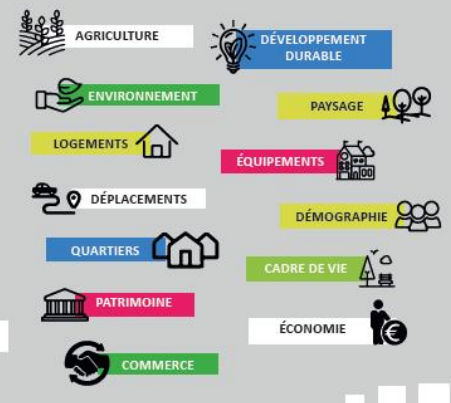 AGRICULTURE
DÉVELOPPEMENT
DURABLE
ENVIRONNEMENT
PAYSAGE
LOGEMENTS
ÉQUIPEMENTS
DÉPLACEMENTS
DÉMOGRAPHIE
QUARTIERS
CADRE DE VIE
PATRIMOINE
ÉCONOMIE
COMMERCE